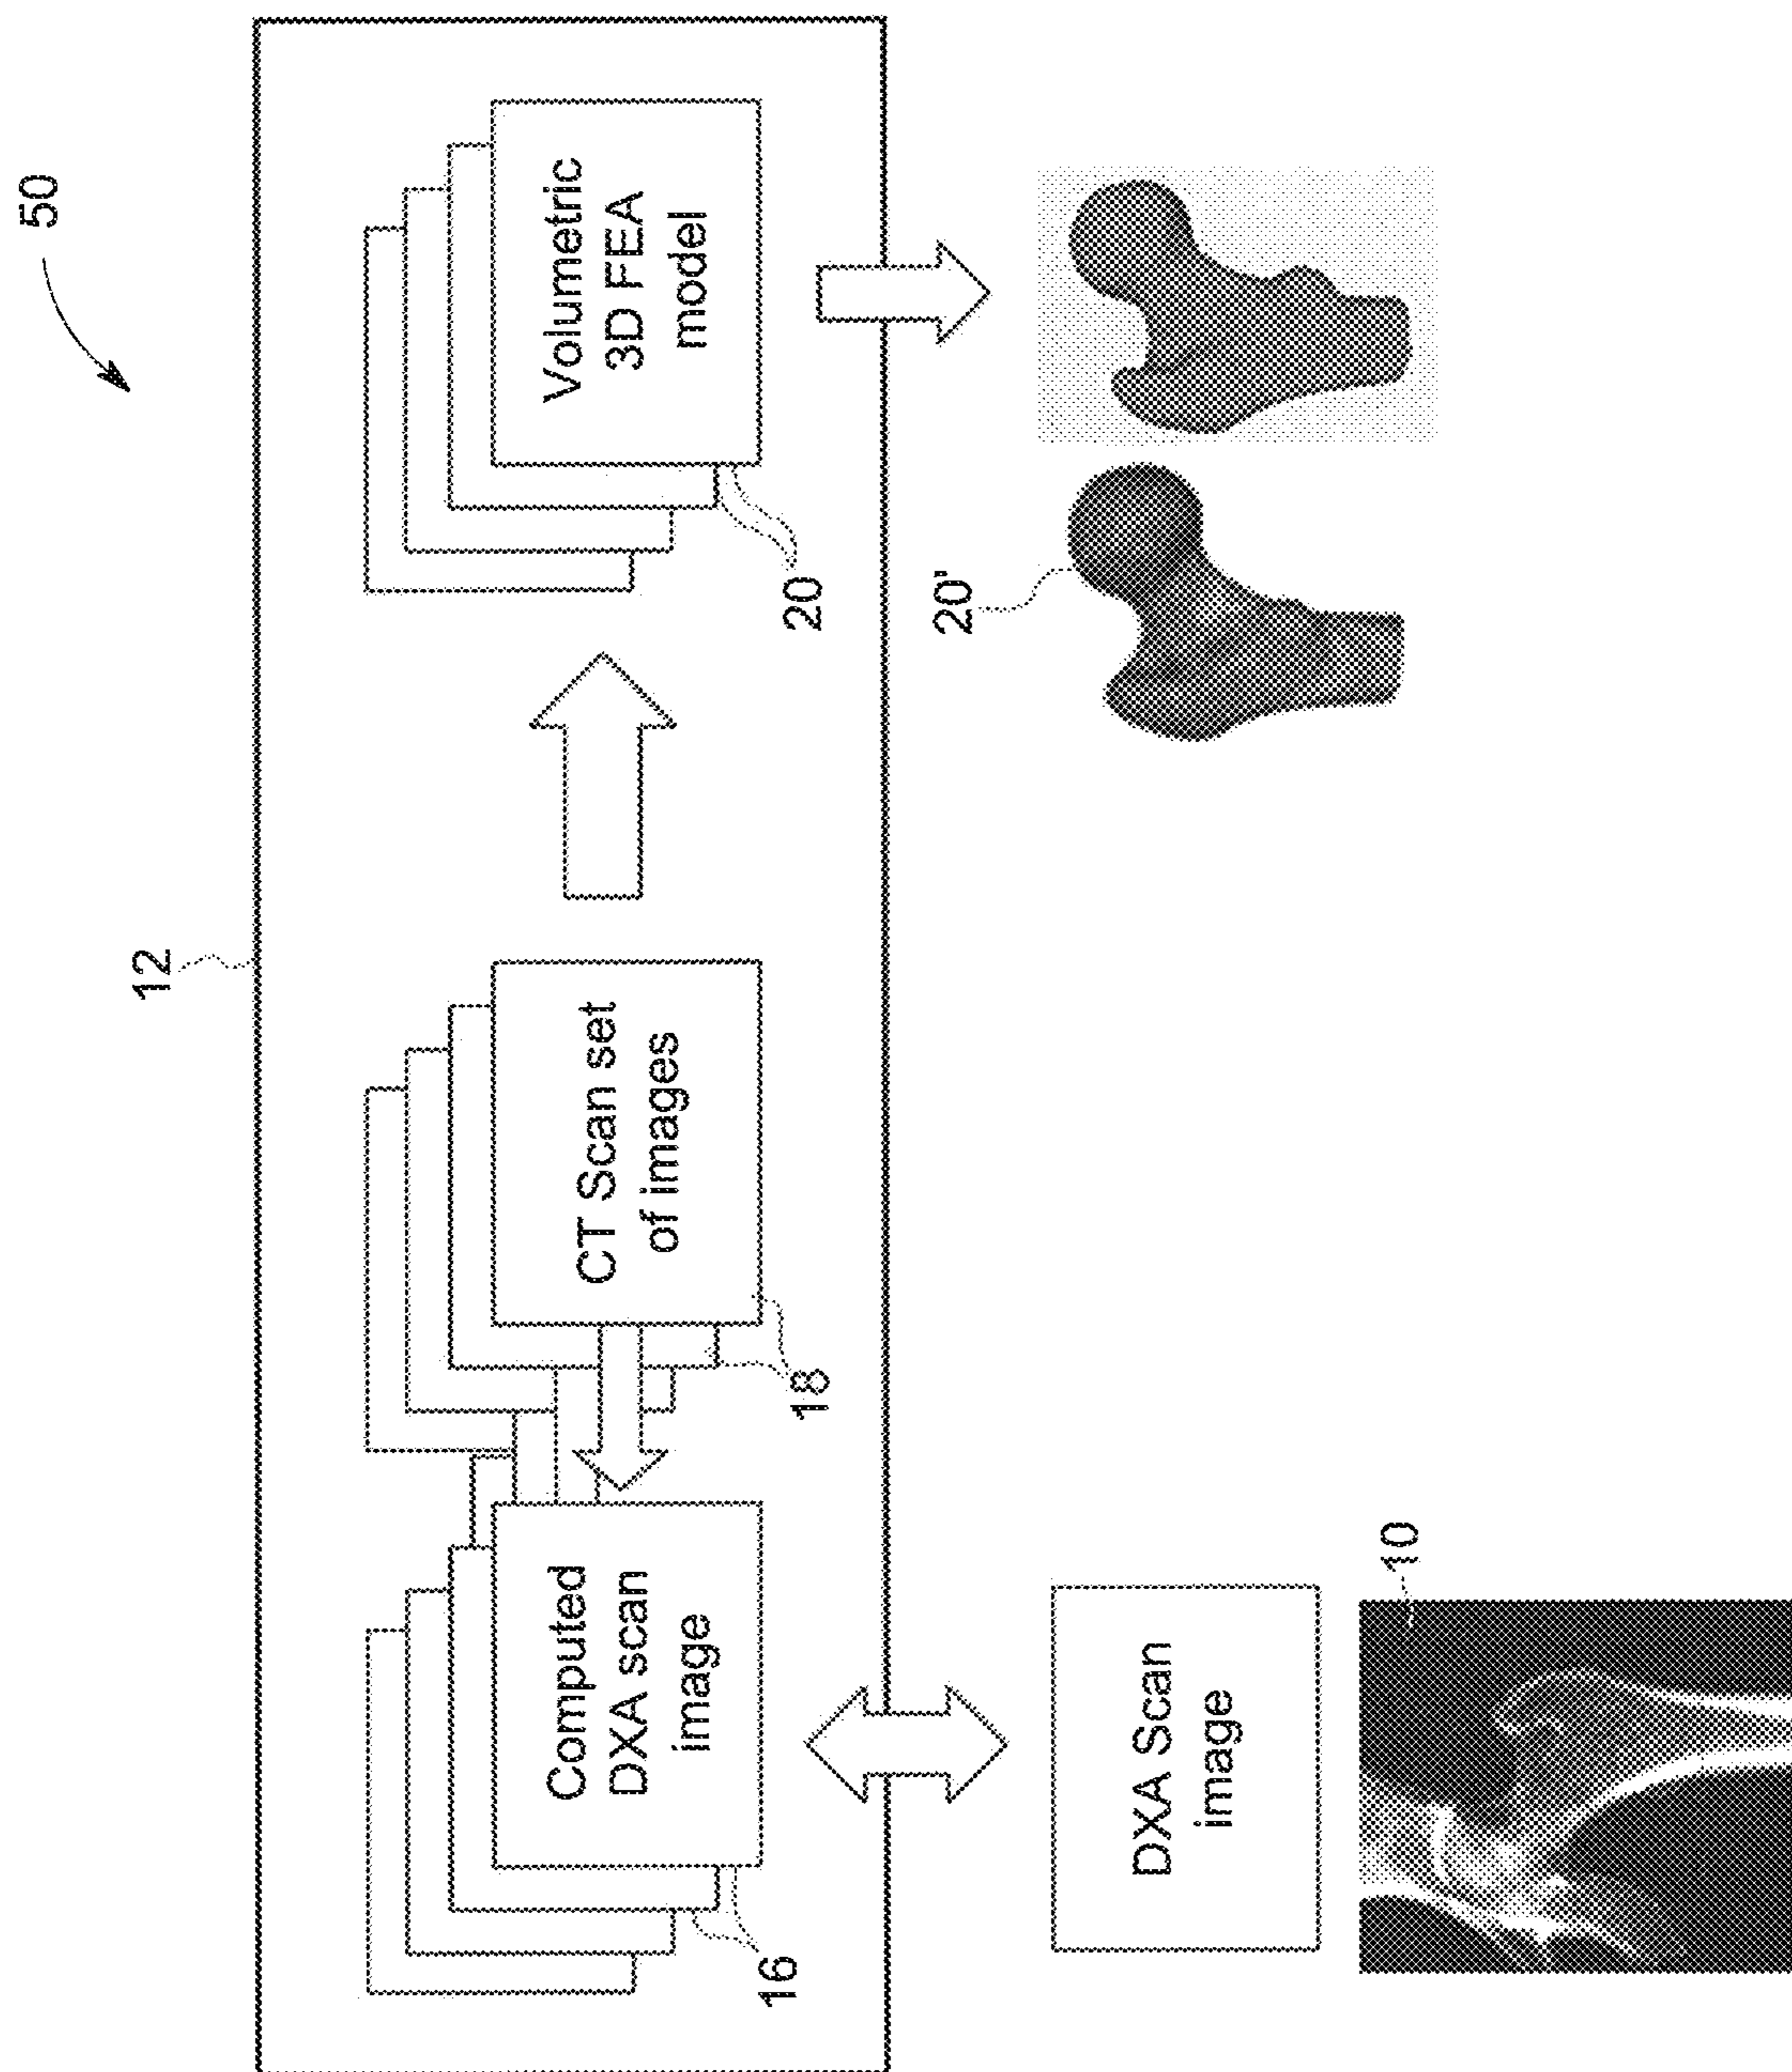 50
12
Computed
DXA scan
image
16
CT Scan set
of images
18
Volumetric
3D FEA
model
20
DXA Scan
image
10
20'